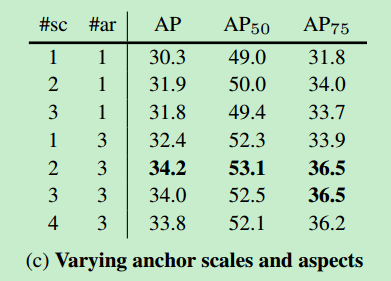 #sc #ar AP AP50 AP75
1 1 30.3 49.0 31.8
2 1 31.9 50.0 34.0
3 1 31.8 49.4 33.7
1 3 32.4 52.3 33.9
2 3 34.2 53.1 36.5
3 3 34.0 52.5 36.5
4 3 33.8 52.1 36.2
(c) Varying anchor scales and aspects